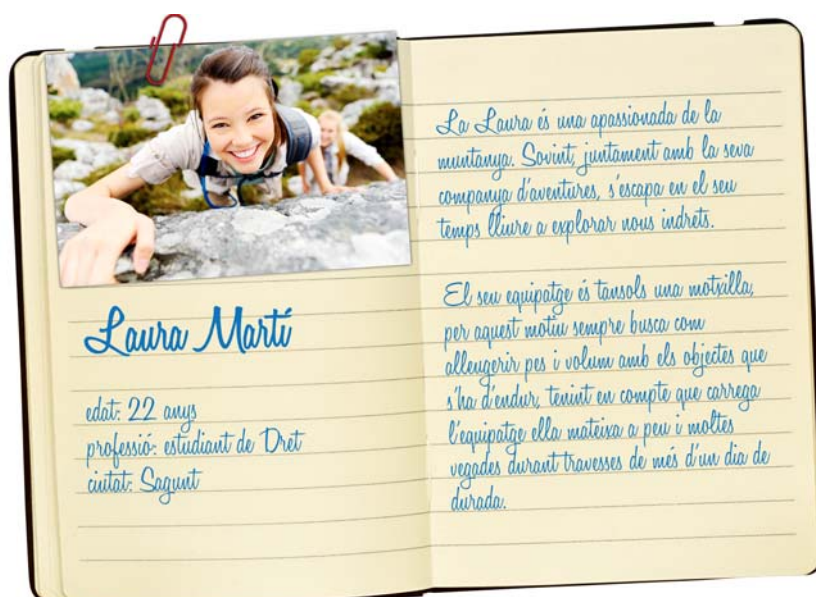 Laura Martí
edat: 22 anys
professió: estudiant de Dret
ciutat: Sagunt
La Laura és una apassionada de la
muntanya. Sovint, juntament amb la seva
companya d'aventures, s'escapa en el seu
temps lliure a explorar nous indrets.
El seu equipatge és tansols una motxilla,
per aquest motiu sempre busca com
alleugerir pes i volum amb els objectes que
s'ha d'endur, tenint en compte que carrega
l'equipatge ella mateixa a peu i moltes
vegades durant travesses de més d'un dia de
durada.